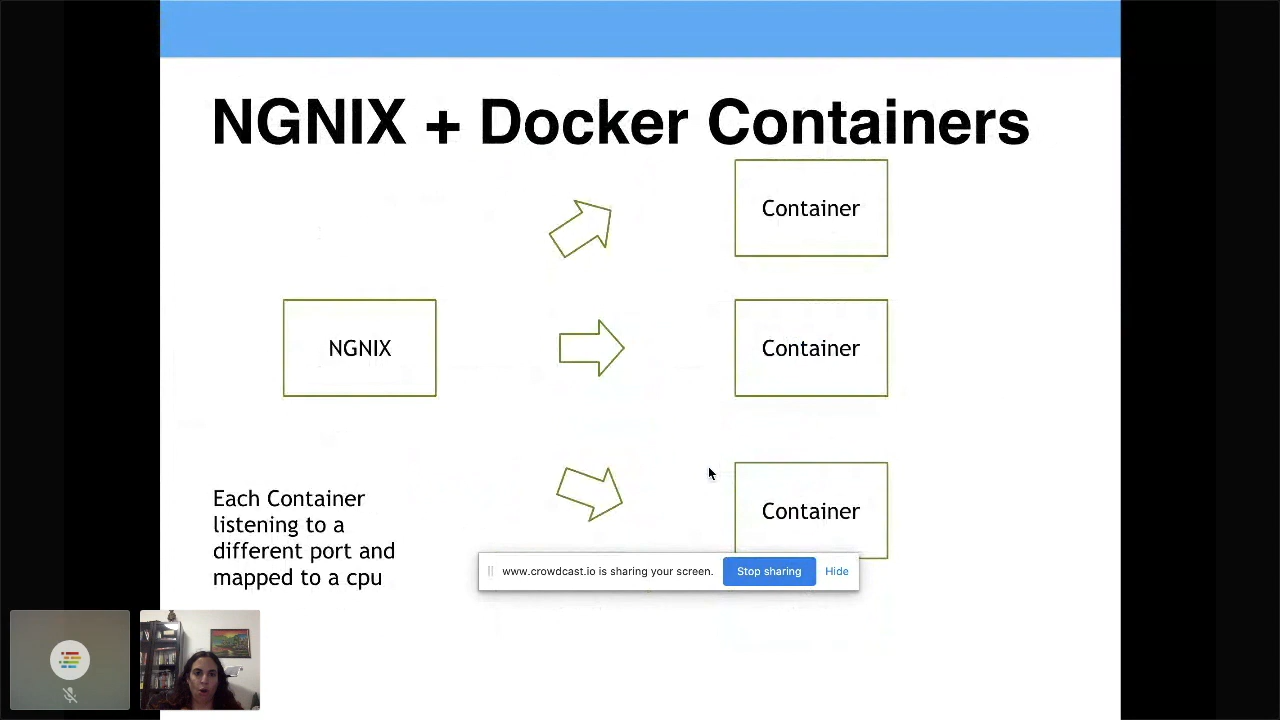 NGNIX + Docker Containers
Container
NGNIX
Container
Container
Each Container
listening to a
different port and
mapped to a cpu
www.crowdcast.io is sharing your screen.
Stop sharing
Hide